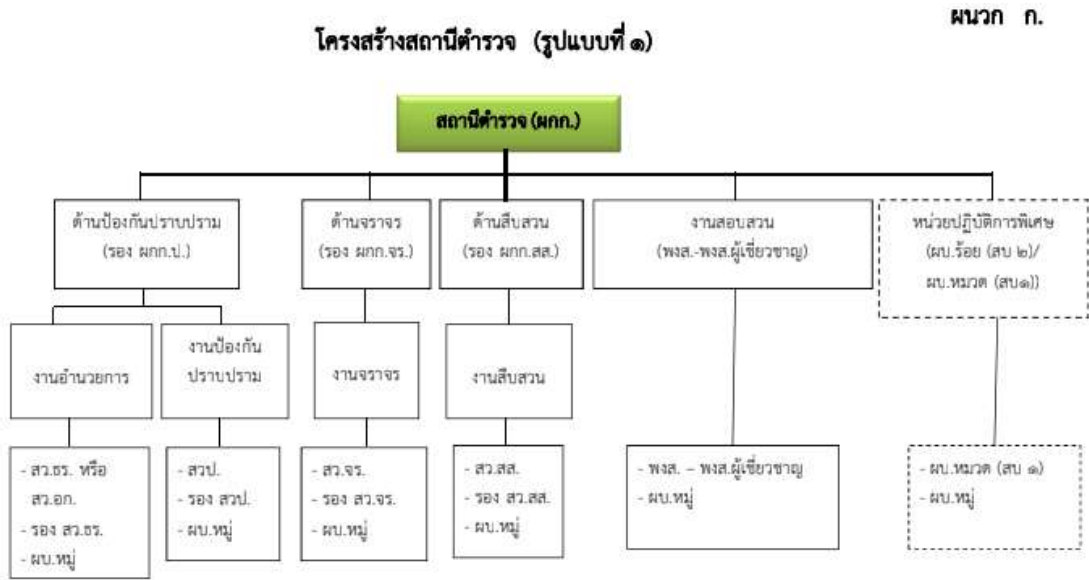 ผนวก ก.
โครงสร้างสถานีตำรวจ (รูปแบบที่ ๑)
สถานีตำรวจ (ผกก.)
ด้านป้องกันปราบปราม
(รอง ผกก.ป.)
ด้านจราจร
(รอง ผกก.จร.)
ด้านสืบสวน
(รอง ผกก.สส.)
งานสอบสวน
(พงส.-พงส.ผู้เชี่ยวชาญ)
หน่วยปฏิบัติการพิเศษ
(ผบ.ร้อย (สบ ๒)/
ผบ.หมวด (สบ๑))
งานอำนวยการ
งานป้องกัน
ปราบปราม
งานจราจร
งานสืบสวน
- สว.ธร. หรือ
สว.อก.
- รอง สว.ธร.
- ผบ.หมู่
- สวป.
- รอง สวป.
- ผบ.หมู่
- สว.จร.
- รอง สว.จร.
- ผบ.หมู่
- สว.สส.
- รอง สว.สส.
- ผบ.หมู่
- พงส. – พงส.ผู้เชี่ยวชาญ
- ผบ.หมู่
- ผบ.หมวด (สบ ๑)
- ผบ.หมู่